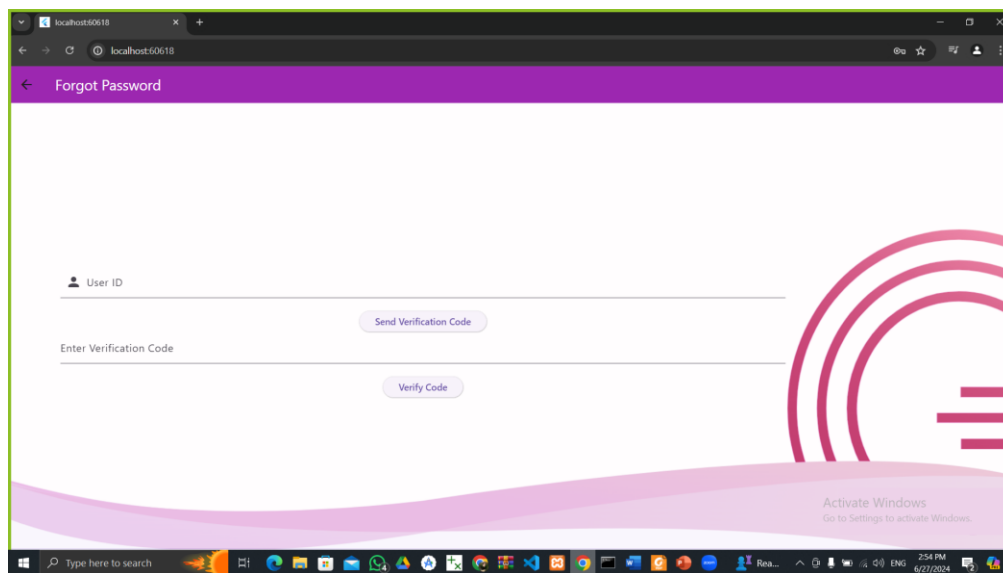 localhost:60618
localhost:60618
Forgot Password
User ID
Send Verification Code
Enter Verification Code
Verify Code
Activate Windows
Go to Settings to activate Windows.
Type here to search
Rea...
ENG
2:54 PM
6/27/2024